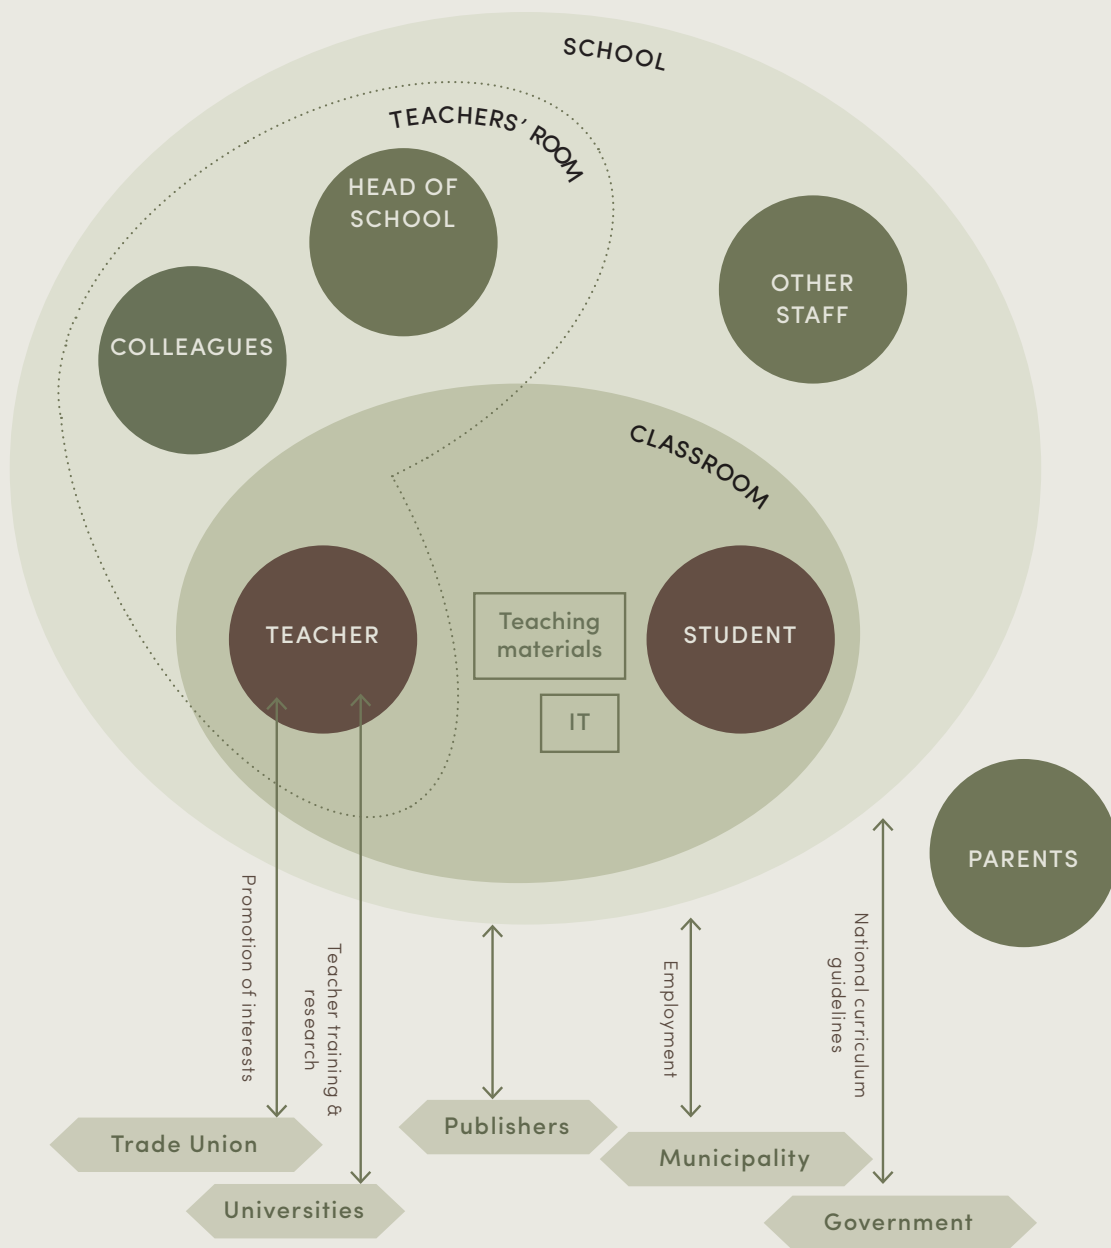 SCHOOL
TEACHERS’ ROOM
HEAD OF
SCHOOL
OTHER
STAFF
COLLEAGUES
CLASSROOM
TEACHER
Teaching
materials
STUDENT
IT
PARENTS
Promotion of interests
Teacher training &
research
Employment
National curriculum
guidelines
Publishers
Trade Union
Municipality
Universities
Government